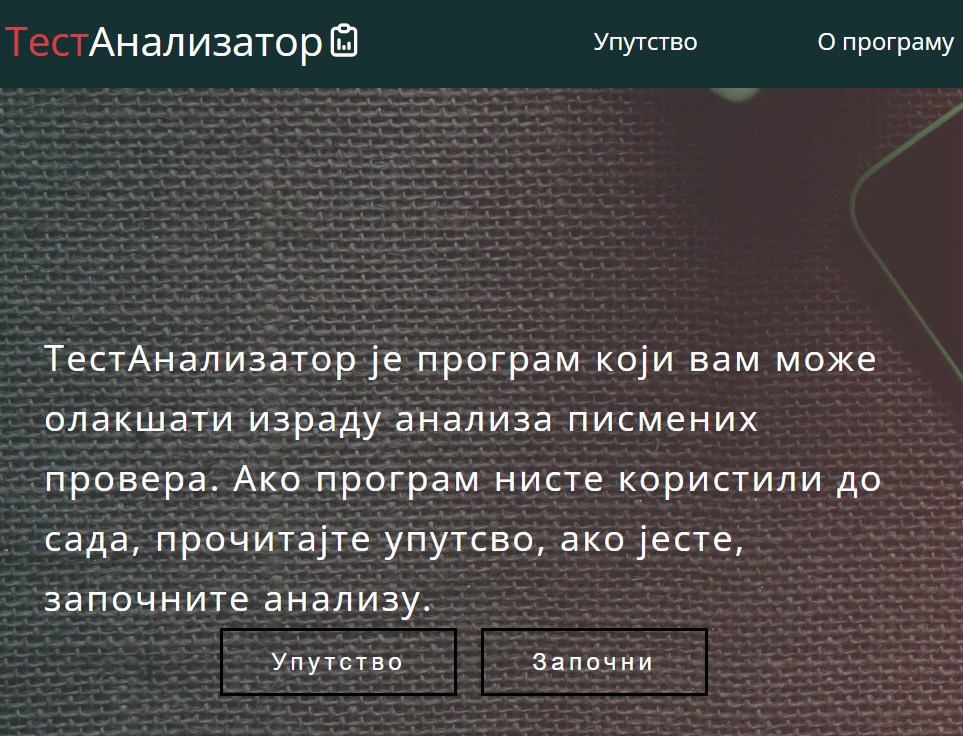 ТестАнализатор
Упутство
О програму
ТестАнализатор је програм који вам може
олакшати израду анализа писмених
провера. Ако програм нисте користили до
сада, прочитајте упутсво, ако јесте,
започните анализу.
Упутство
Започни